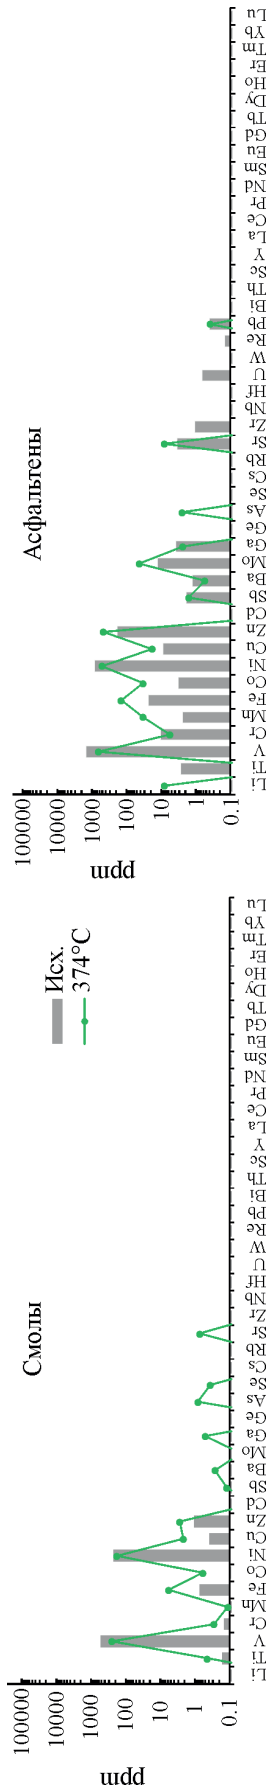 Смолы
Исх.
374°C
ppm
100000
10000
1000
100
10
1
0.1
Li
Ti
V
Cr
Mn
Fe
Co
Ni
Cu
Zn
Cd
Sb
Ba
Mo
Ga
Ge
As
Se
Cs
Rb
Sr
Zr
Nb
Hf
U
W
Re
Pb
Bi
Th
Sc
Y
La
Ce
Pr
Nd
Sm
Eu
Gd
Tb
Dy
Ho
Er
Tm
Yb
Lu
Асфальтены
ppm
100000
10000
1000
100
10
1
0.1
Li
Ti
V
Cr
Mn
Fe
Co
Ni
Cu
Zn
Cd
Sb
Ba
Mo
Ga
Ge
As
Se
Cs
Rb
Sr
Zr
Nb
Hf
U
W
Re
Pb
Bi
Th
Sc
Y
La
Ce
Pr
Nd
Sm
Eu
Gd
Tb
Dy
Ho
Er
Tm
Yb
Lu